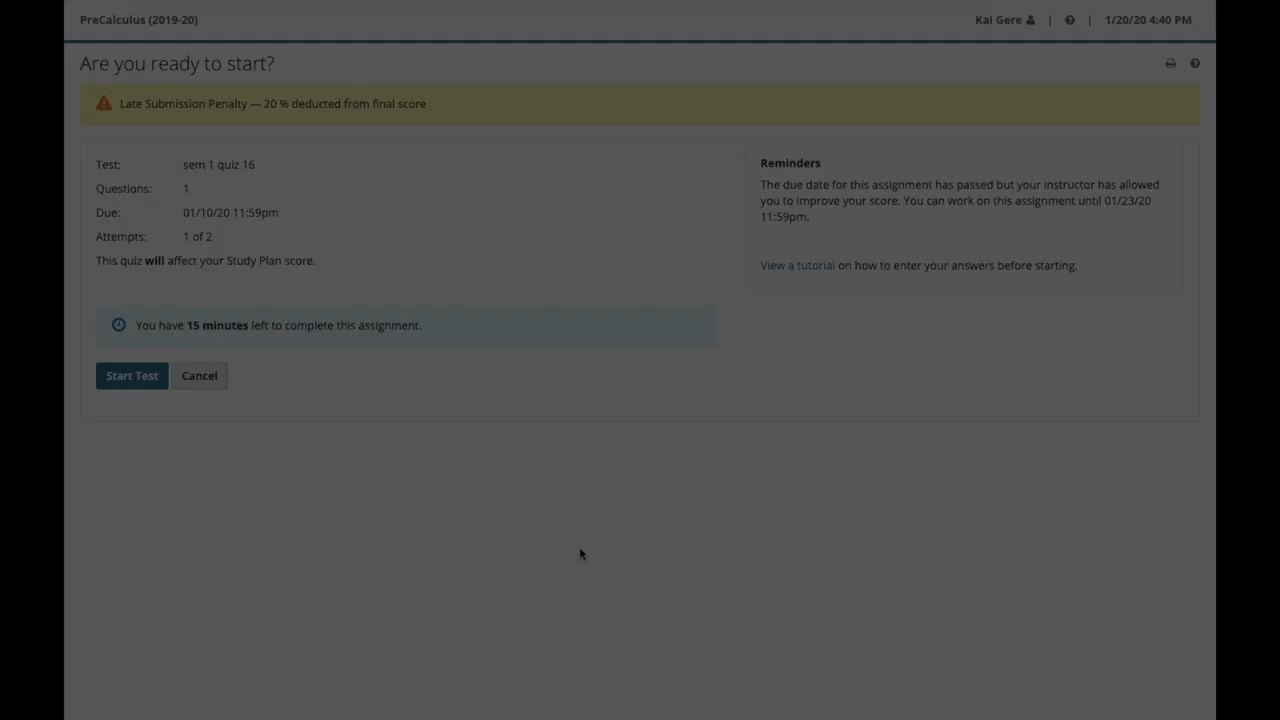 PreCalculus (2019-20)
Kai Gere | | 1/20/20 4:40 PM
Are you ready to start?
Late Submission Penalty — 20 % deducted from final score
Test: sem 1 quiz 16
Questions: 1
Due: 01/10/20 11:59pm
Attempts: 1 of 2
This quiz will affect your Study Plan score.
Reminders
The due date for this assignment has passed but your instructor has allowed
you to improve your score. You can work on this assignment until 01/23/20
11:59pm.
View a tutorial on how to enter your answers before starting.
You have 15 minutes left to complete this assignment.
Start Test Cancel